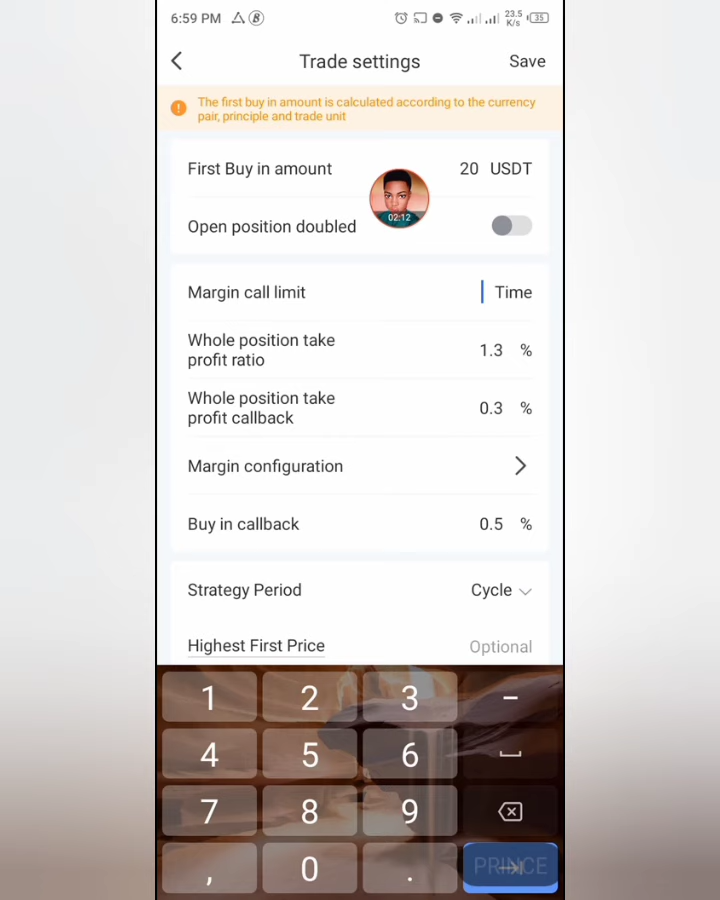 6:59 PM
23.5
K/s
35
Trade settings
Save
The first buy in amount is calculated according to the currency
pair, principle and trade unit
First Buy in amount
20 USDT
02:12
Open position doubled
Margin call limit
Time
Whole position take
profit ratio
1.3 %
Whole position take
profit callback
0.3 %
Margin configuration
Buy in callback
0.5 %
Strategy Period
Cycle
Highest First Price
Optional
1 2 3 -
4 5 6
7 8 9
, 0 .
PRINCE